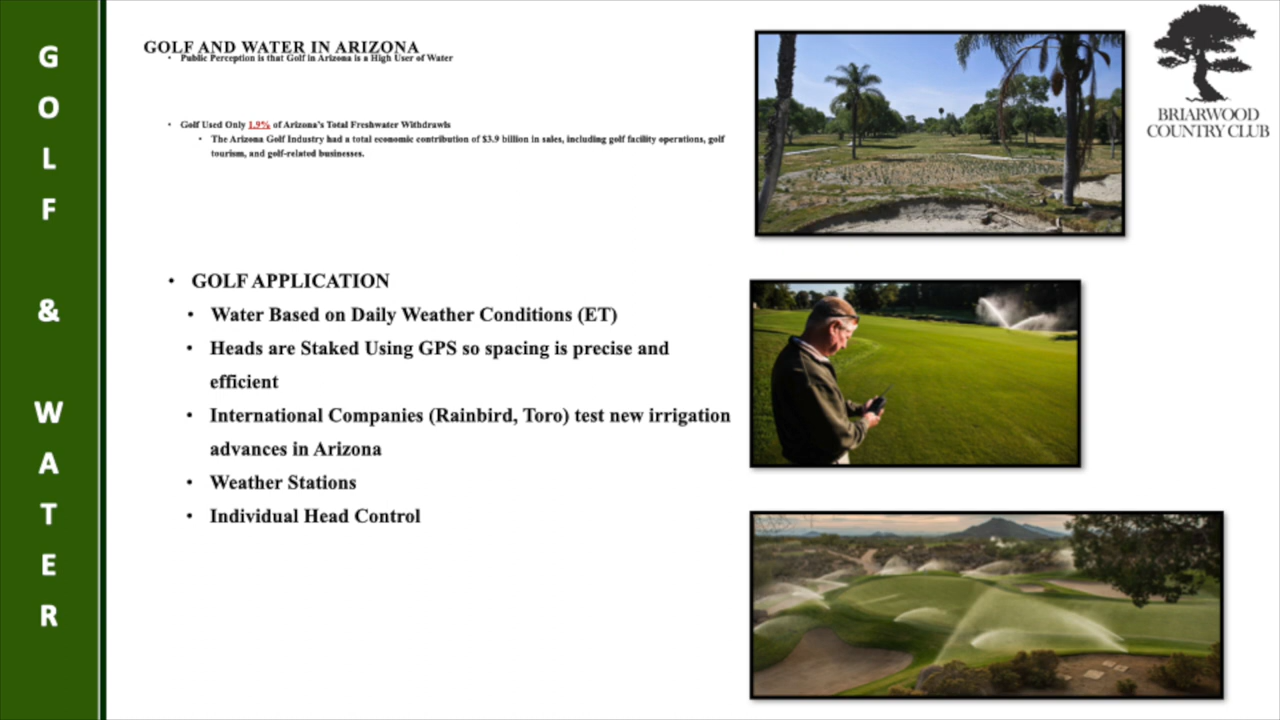 GOLF & WATER
GOLF AND WATER IN ARIZONA
• Public Perception is that Golf in Arizona is a High User of Water
• Golf Used Only 1.9% of Arizona's Total Freshwater Withdrawls
• The Arizona Golf Industry had a total economic contribution of $3.9 billion in sales, including golf facility operations, golf
tourism, and golf-related businesses.
• GOLF APPLICATION
• Water Based on Daily Weather Conditions (ET)
• Heads are Staked Using GPS so spacing is precise and
efficient
• International Companies (Rainbird, Toro) test new irrigation
advances in Arizona
• Weather Stations
• Individual Head Control
BRIARWOOD
COUNTRY CLUB